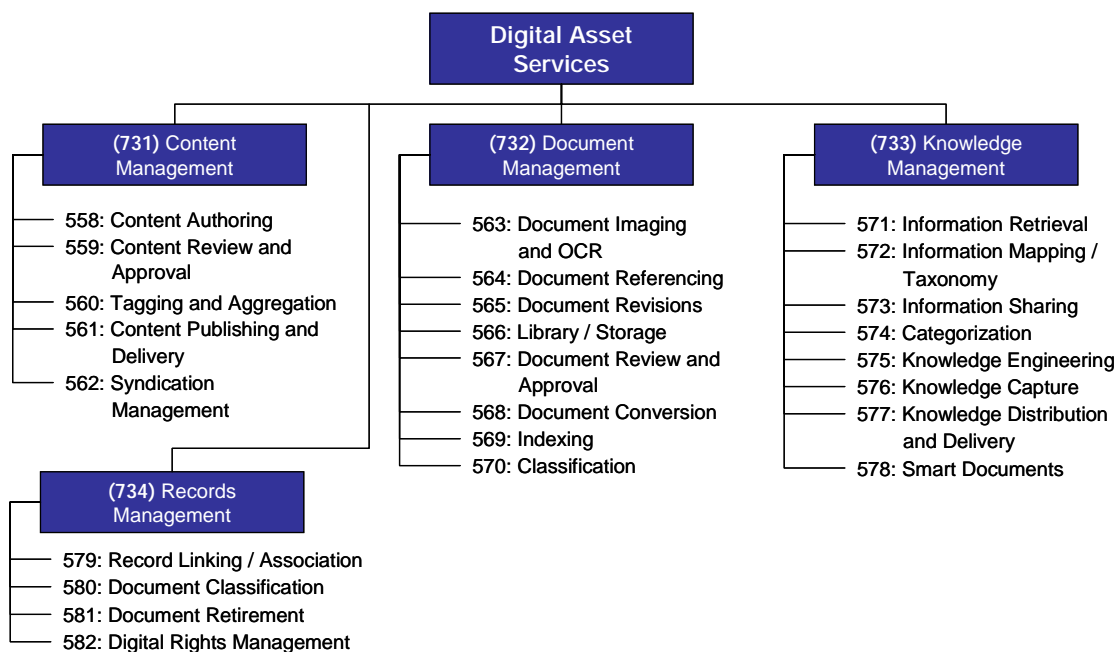 Digital Asset
Services
(731) Content
Management
558: Content Authoring
559: Content Review and
Approval
560: Tagging and Aggregation
561: Content Publishing and
Delivery
562: Syndication
Management
(732) Document
Management
563: Document Imaging
and OCR
564: Document Referencing
565: Document Revisions
566: Library / Storage
567: Document Review and
Approval
568: Document Conversion
569: Indexing
570: Classification
(733) Knowledge
Management
571: Information Retrieval
572: Information Mapping /
Taxonomy
573: Information Sharing
574: Categorization
575: Knowledge Engineering
576: Knowledge Capture
577: Knowledge Distribution
and Delivery
578: Smart Documents
(734) Records
Management
579: Record Linking / Association
580: Document Classification
581: Document Retirement
582: Digital Rights Management